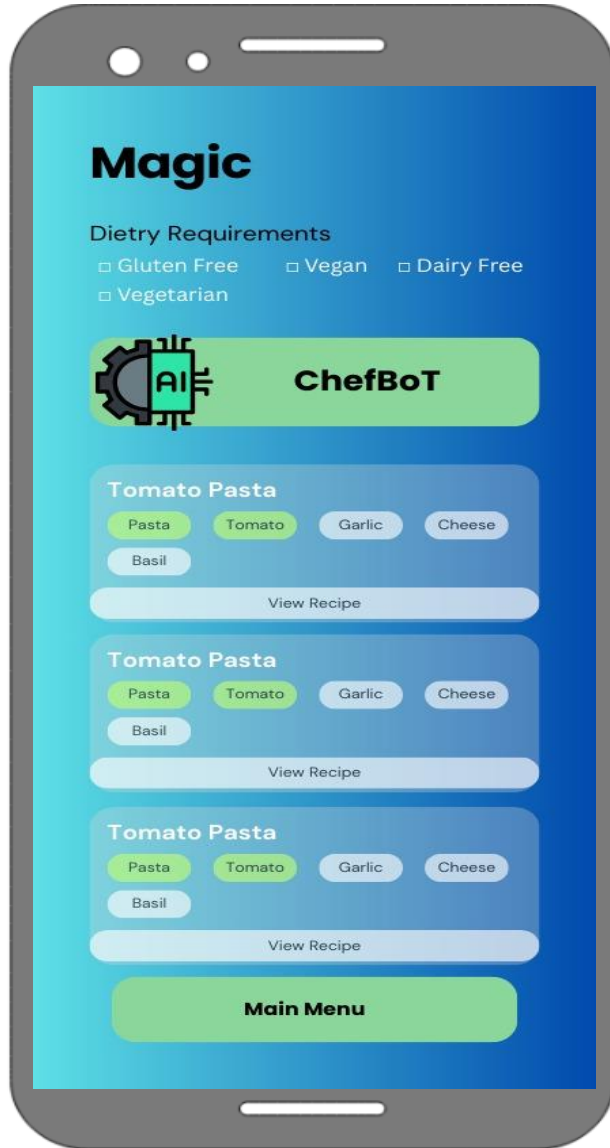 Magic
Dietry Requirements
□ Gluten Free □ Vegan □ Dairy Free
□ Vegetarian
AI ChefBoT
Tomato Pasta
Pasta Tomato Garlic Cheese
Basil
View Recipe
Tomato Pasta
Pasta Tomato Garlic Cheese
Basil
View Recipe
Tomato Pasta
Pasta Tomato Garlic Cheese
Basil
View Recipe
Main Menu